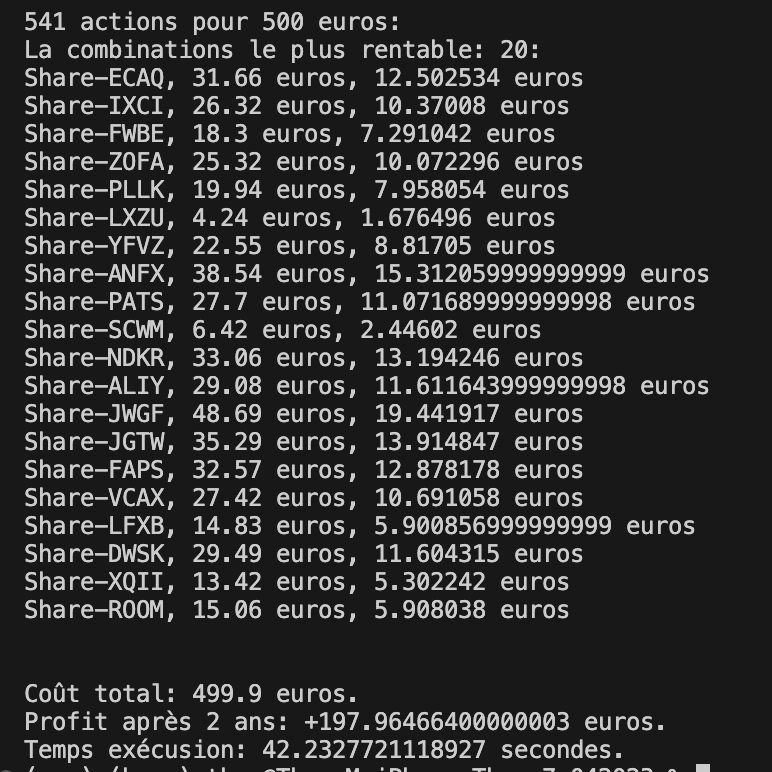 541 actions pour 500 euros:
La combinations le plus rentable: 20:
Share-ECAQ, 31.66 euros, 12.502534 euros
Share-IXCI, 26.32 euros, 10.37008 euros
Share-FWBE, 18.3 euros, 7.291042 euros
Share-ZOFA, 25.32 euros, 10.072296 euros
Share-PLLK, 19.94 euros, 7.958054 euros
Share-LXZU, 4.24 euros, 1.676496 euros
Share-YFVZ, 22.55 euros, 8.81705 euros
Share-ANFX, 38.54 euros, 15.312059999999999 euros
Share-PATS, 27.7 euros, 11.071689999999998 euros
Share-SCWM, 6.42 euros, 2.44602 euros
Share-NDKR, 33.06 euros, 13.194246 euros
Share-ALIY, 29.08 euros, 11.611643999999998 euros
Share-JWGF, 48.69 euros, 19.441917 euros
Share-JGTW, 35.29 euros, 13.914847 euros
Share-FAPS, 32.57 euros, 12.878178 euros
Share-VCAX, 27.42 euros, 10.691058 euros
Share-LFXB, 14.83 euros, 5.900856999999999 euros
Share-DWSK, 29.49 euros, 11.604315 euros
Share-XQII, 13.42 euros, 5.302242 euros
Share-ROOM, 15.06 euros, 5.908038 euros
Coût total: 499.9 euros.
Profit après 2 ans: +197.96466400000003 euros.
Temps exécusion: 42.2327721118927 secondes.